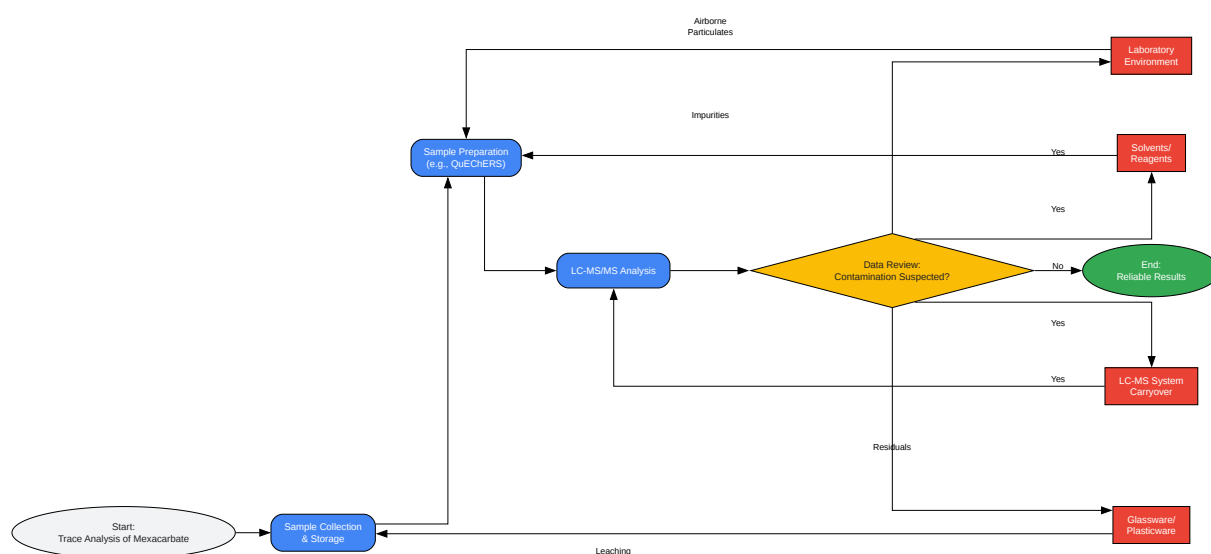 Airborne
Particulates
Laboratory
Environment
Impurities
Sample Preparation
(e.g., QuEChERS)
Yes
Solvents/
Reagents
Yes
LC-MS/MS Analysis
Data Review:
Contamination Suspected?
No
End:
Reliable Results
Yes
Yes
LC-MS System
Carryover
Residuals
Start:
Trace Analysis of Mexacarbate
Sample Collection
& Storage
Glassware/
Plasticware
Leaching